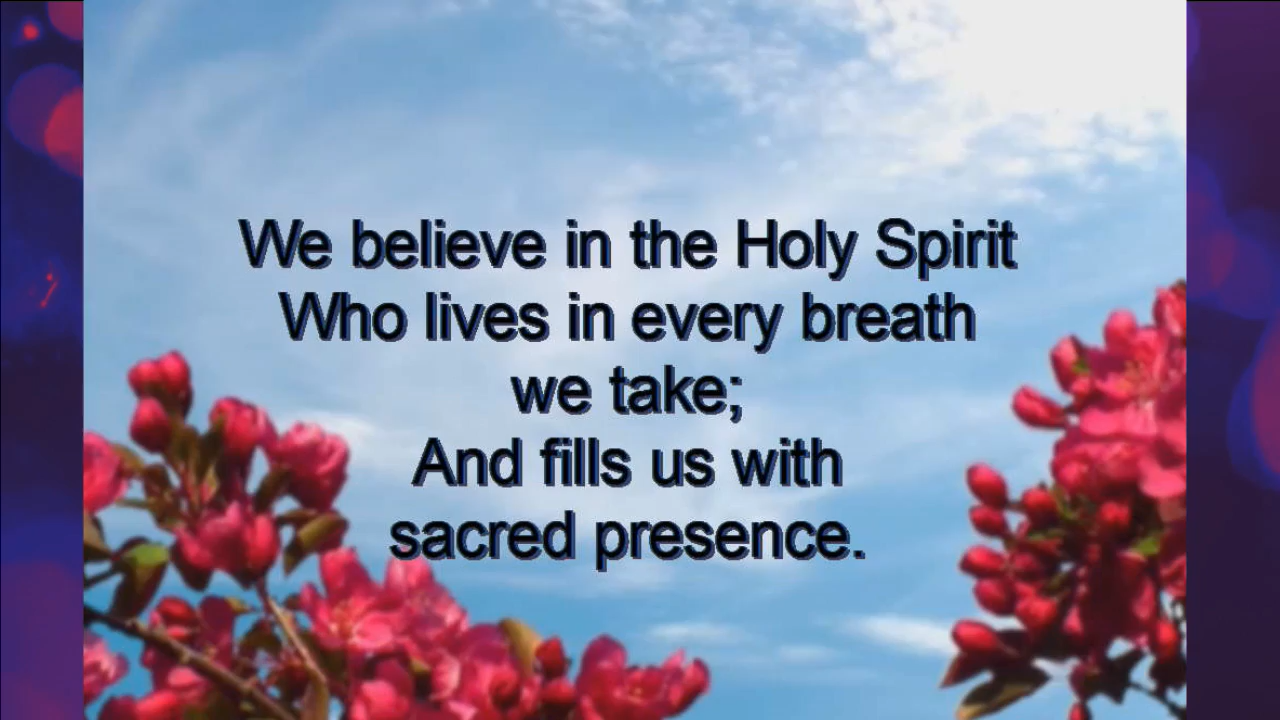 We believe in the Holy Spirit
Who lives in every breath
we take;
And fills us with
sacred presence.